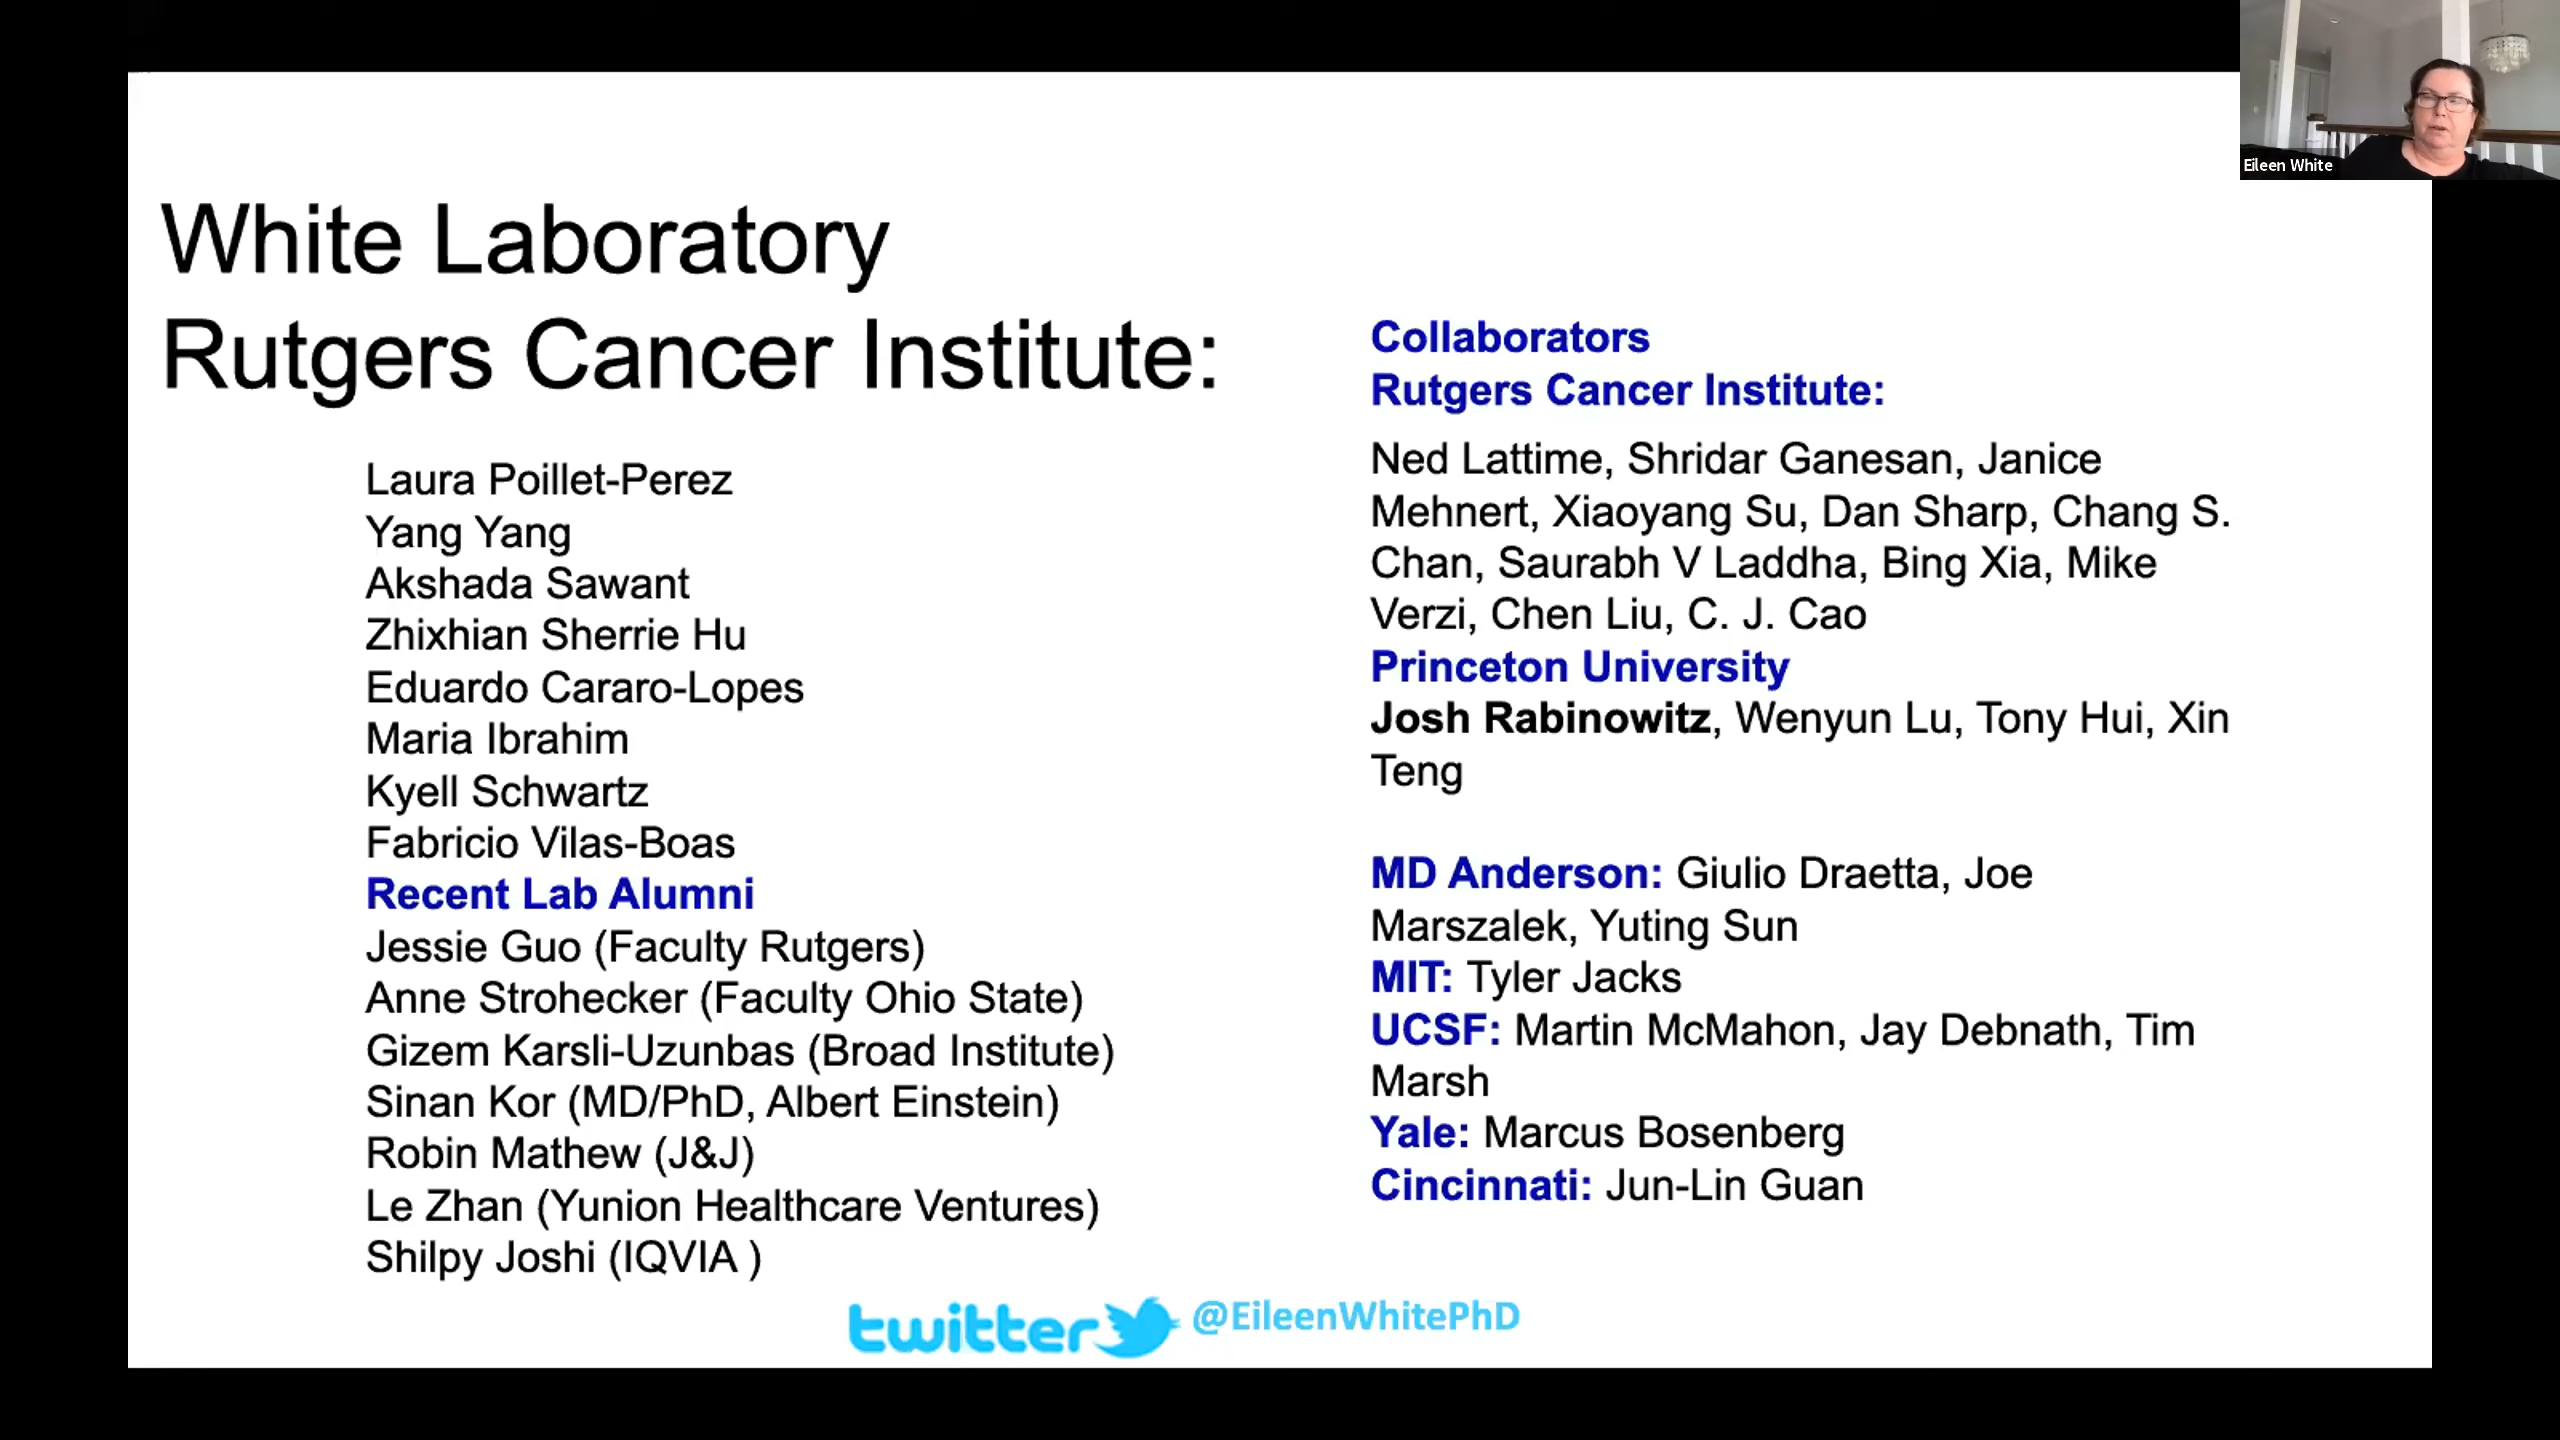 White Laboratory
Rutgers Cancer Institute:
Laura Poillet-Perez
Yang Yang
Akshada Sawant
Zhixhian Sherrie Hu
Eduardo Cararo-Lopes
Maria Ibrahim
Kyell Schwartz
Fabricio Vilas-Boas
Recent Lab Alumni
Jessie Guo (Faculty Rutgers)
Anne Strohecker (Faculty Ohio State)
Gizem Karsli-Uzunbas (Broad Institute)
Sinan Kor (MD/PhD, Albert Einstein)
Robin Mathew (J&J)
Le Zhan (Yunion Healthcare Ventures)
Shilpy Joshi (IQVIA )
Collaborators
Rutgers Cancer Institute:
Ned Lattime, Shridar Ganesan, Janice
Mehnert, Xiaoyang Su, Dan Sharp, Chang S.
Chan, Saurabh V Laddha, Bing Xia, Mike
Verzi, Chen Liu, C. J. Cao
Princeton University
Josh Rabinowitz, Wenyun Lu, Tony Hui, Xin
Teng
MD Anderson: Giulio Draetta, Joe
Marszalek, Yuting Sun
MIT: Tyler Jacks
UCSF: Martin McMahon, Jay Debnath, Tim
Marsh
Yale: Marcus Bosenberg
Cincinnati: Jun-Lin Guan
twitter @EileenWhitePhD
Eileen White